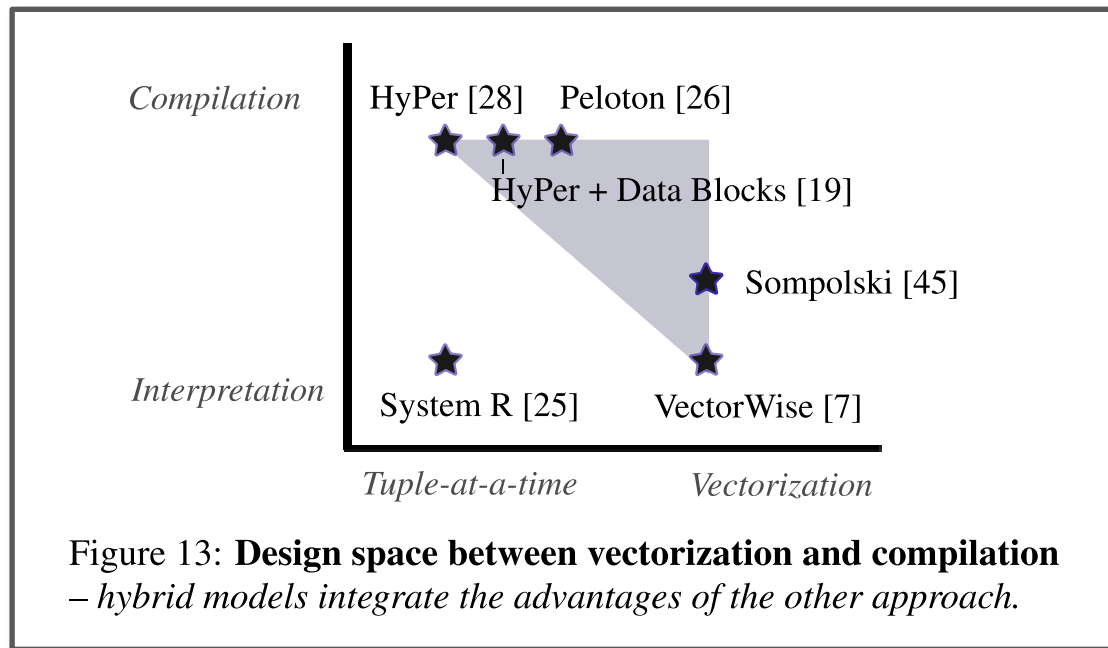 Compilation
HyPer [28]
Peloton [26]
HyPer + Data Blocks [19]
Sompolski [45]
Interpretation
System R [25]
VectorWise [7]
Tuple-at-a-time
Vectorization
Figure 13: Design space between vectorization and compilation
– hybrid models integrate the advantages of the other approach.